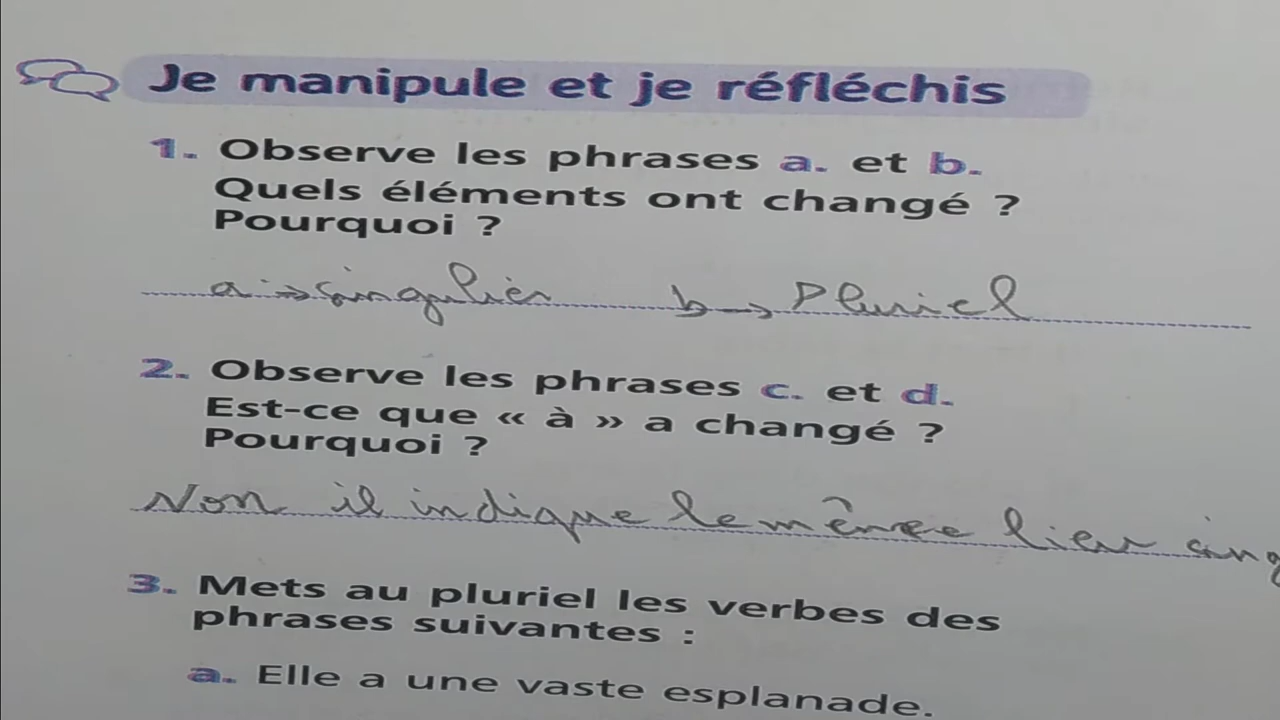 Je manipule et je réfléchis
1. Observe les phrases a. et b.
Quels éléments ont changé ?
Pourquoi ?
a → singulier b → Pluriel
2. Observe les phrases c. et d.
Est-ce que « à » a changé ?
Pourquoi ?
Non il indique le même lieu sing
3. Mets au pluriel les verbes des
phrases suivantes :
a. Elle a une vaste esplanade.